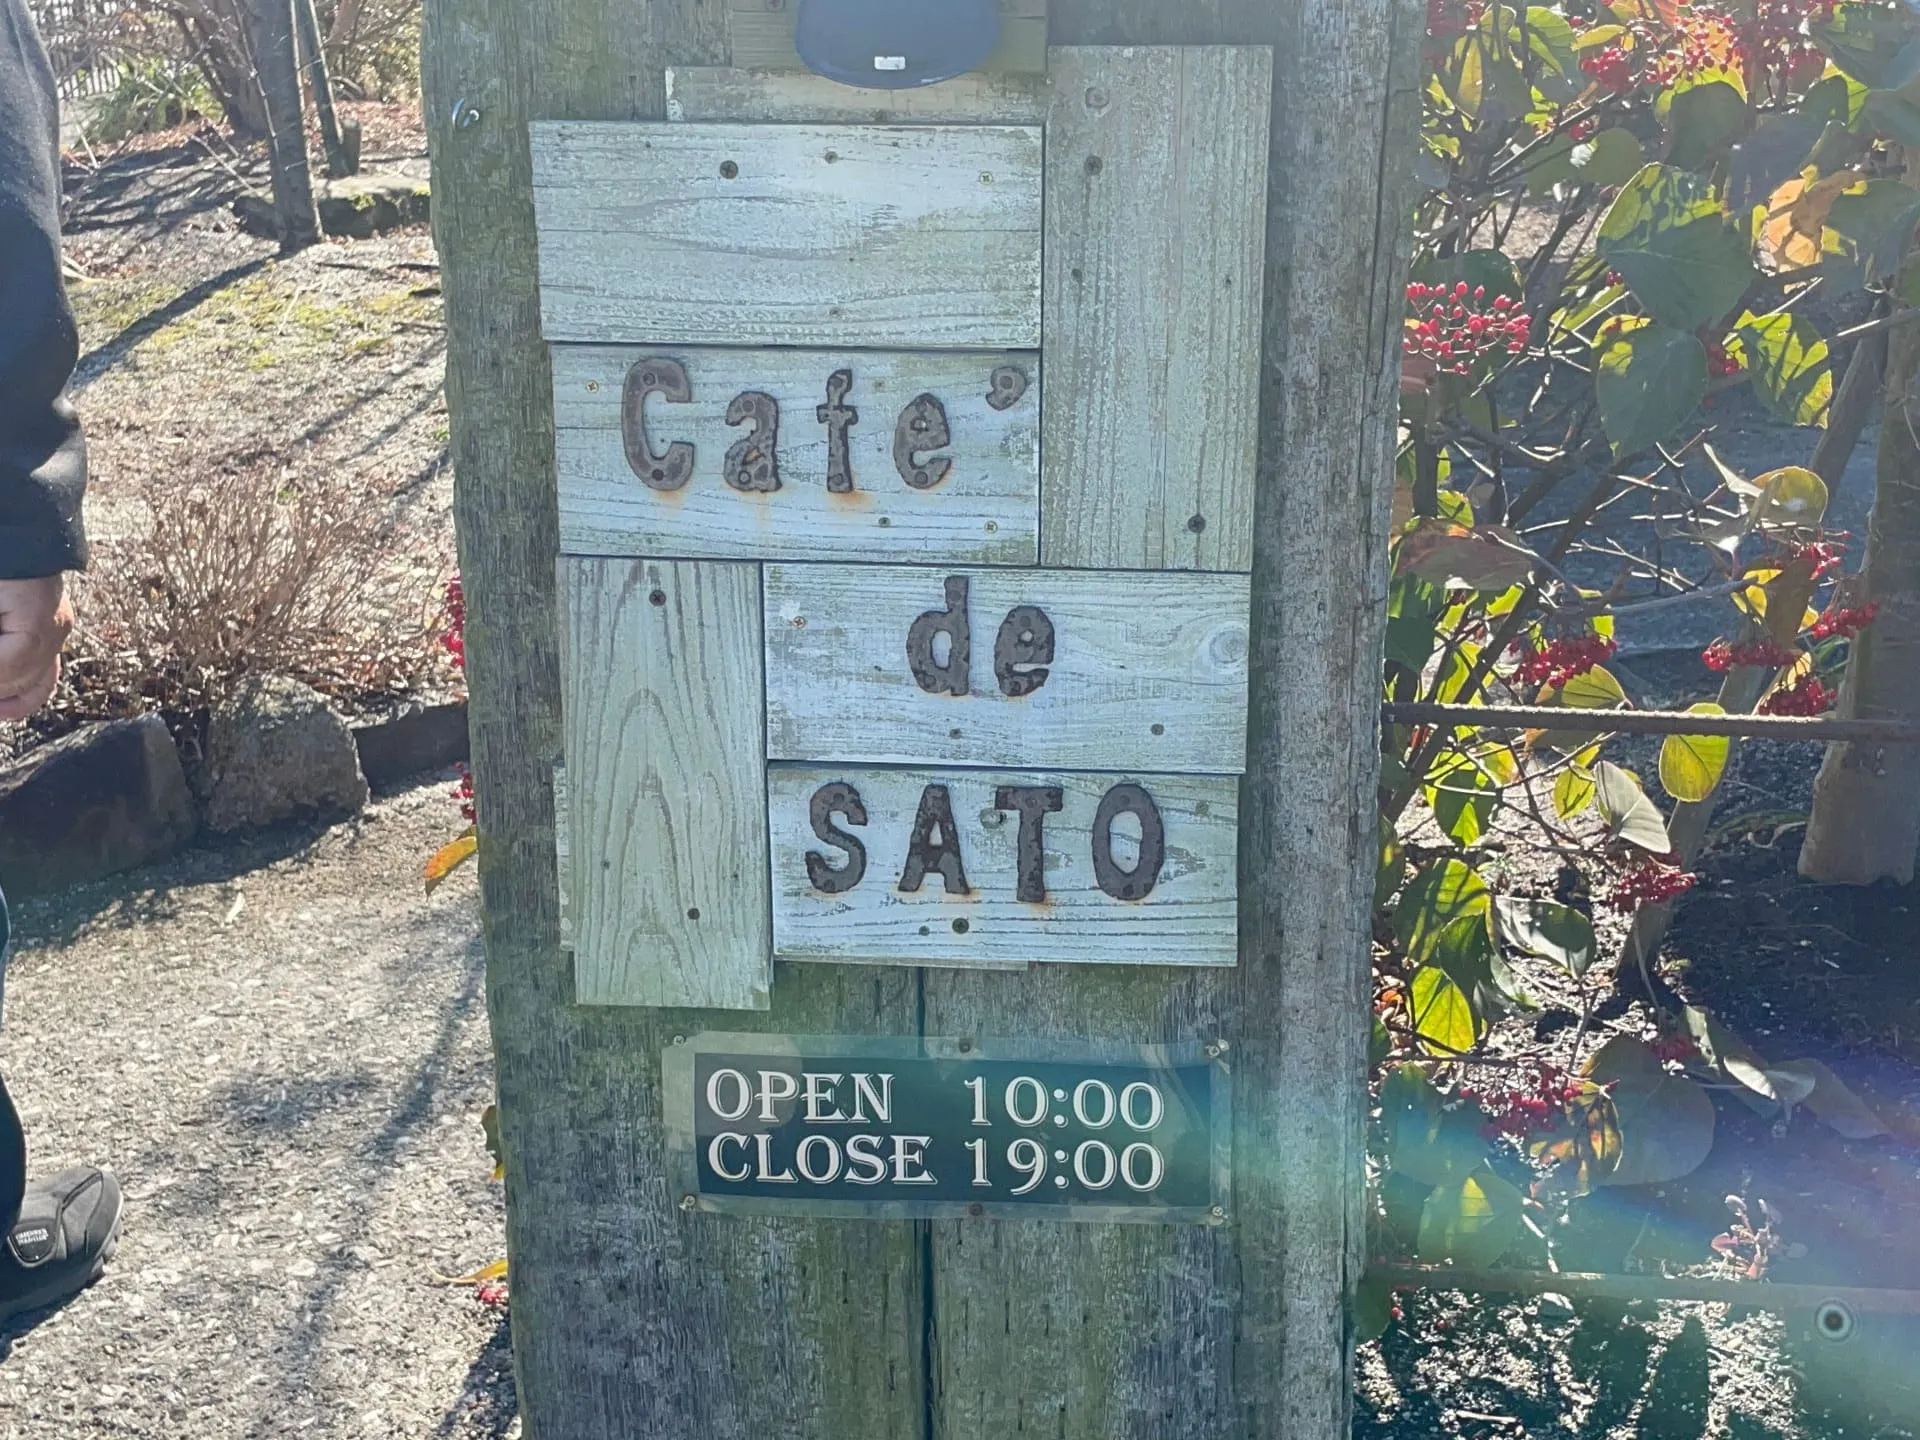 Cafe’
de
SATO
OPEN 10:00
CLOSE 19:00